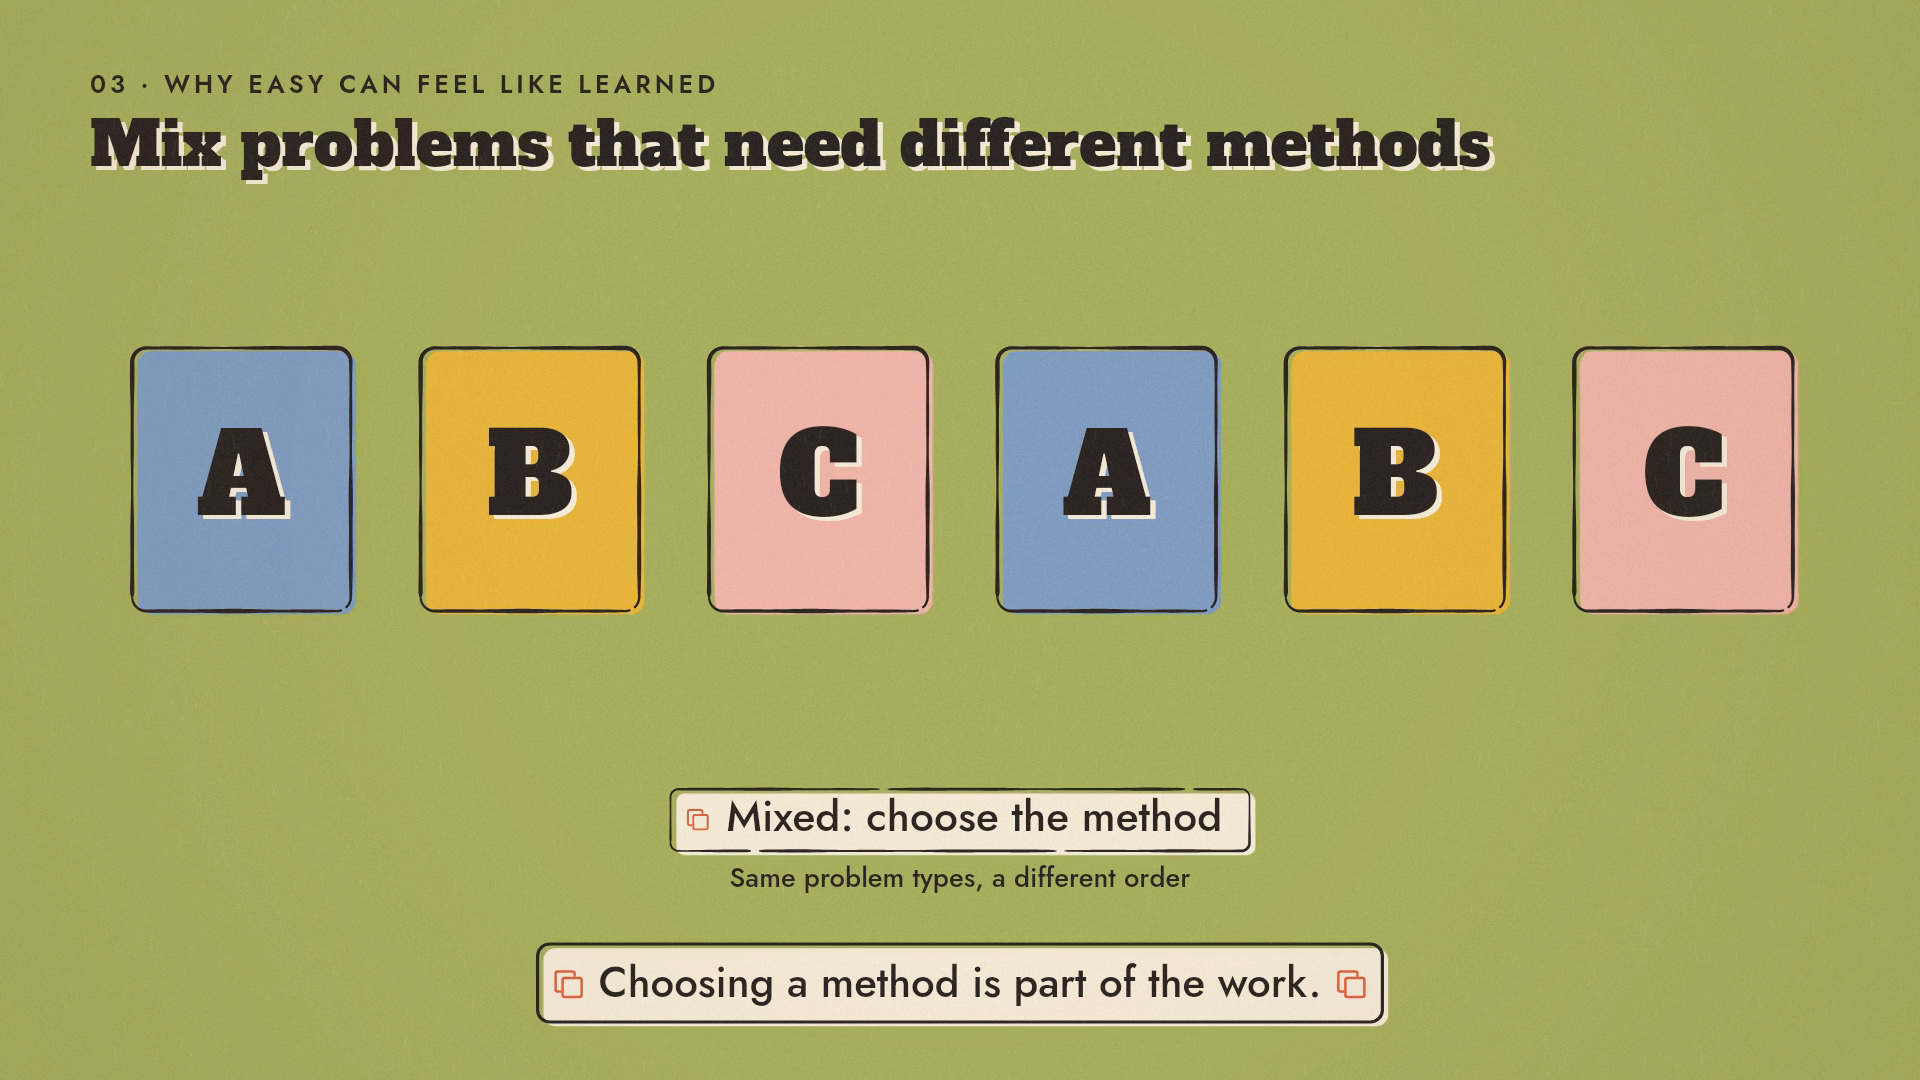 03 · WHY EASY CAN FEEL LIKE LEARNED
Mix problems that need different methods
A B C A B C
Mixed: choose the method
Same problem types, a different order
Choosing a method is part of the work.